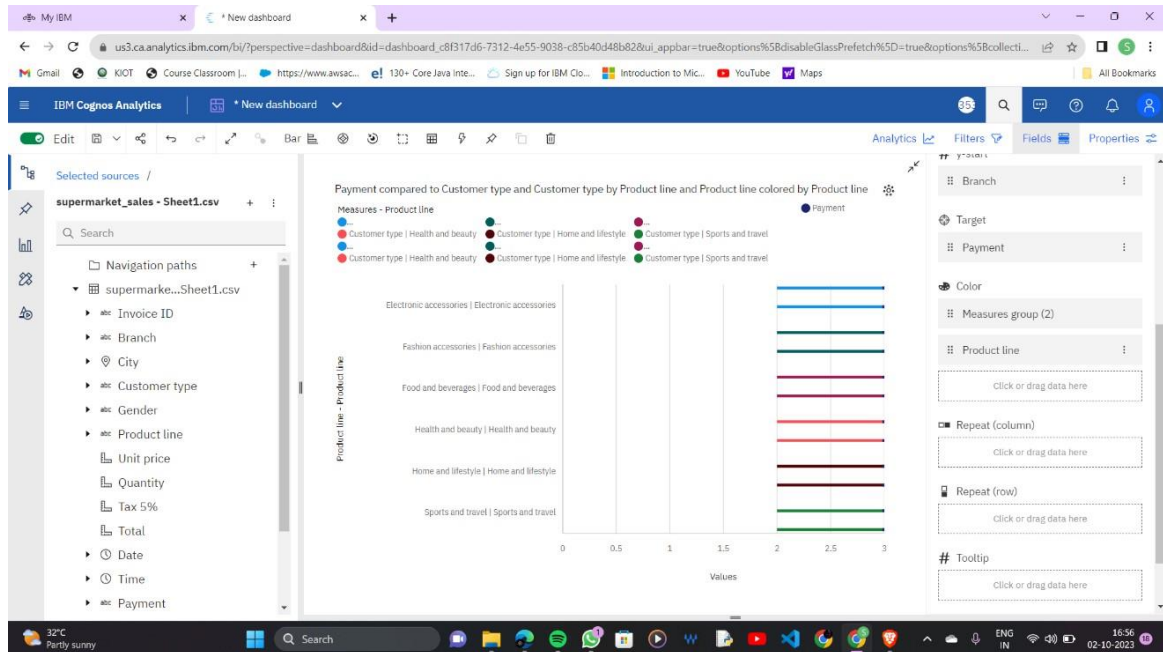 My IBM
* New dashboard
us3.ca.analytics.ibm.com/bi/?perspective=dashboard&id=dashboard_c8f317d6-7312-4e55-9038-c85b40d48b82&ui_appbar=true&options%5BdisableGlassPrefetch%5D=true&options%5Bcollecti...
S
Gmail
KIOT
Course Classroom |...
https://www.awsac...
130+ Core Java Inte...
Sign up for IBM Clo...
Introduction to Mic...
YouTube
Maps
All Bookmarks
IBM Cognos Analytics
* New dashboard
35
Edit
Bar
Analytics
Filters
Fields
Properties
Selected sources /
supermarket_sales - Sheet1.csv
Search
Navigation paths
supermarke...Sheet1.csv
abc Invoice ID
abc Branch
City
abc Customer type
abc Gender
abc Product line
Unit price
Quantity
Tax 5%
Total
Date
Time
abc Payment
Payment compared to Customer type and Customer type by Product line and Product line colored by Product line
Measures - Product line
Payment
... ... ...
Customer type | Health and beauty Customer type | Home and lifestyle Customer type | Sports and travel
... ... ...
Customer type | Health and beauty Customer type | Home and lifestyle Customer type | Sports and travel
Product line - Product line
Electronic accessories | Electronic accessories
Fashion accessories | Fashion accessories
Food and beverages | Food and beverages
Health and beauty | Health and beauty
Home and lifestyle | Home and lifestyle
Sports and travel | Sports and travel
0 0.5 1 1.5 2 2.5 3
Values
# y-start
Branch
Target
Payment
Color
Measures group (2)
Product line
Click or drag data here
Repeat (column)
Click or drag data here
Repeat (row)
Click or drag data here
# Tooltip
Click or drag data here
32°C
Partly sunny
Search
ENG
IN
16:56
02-10-2023
18